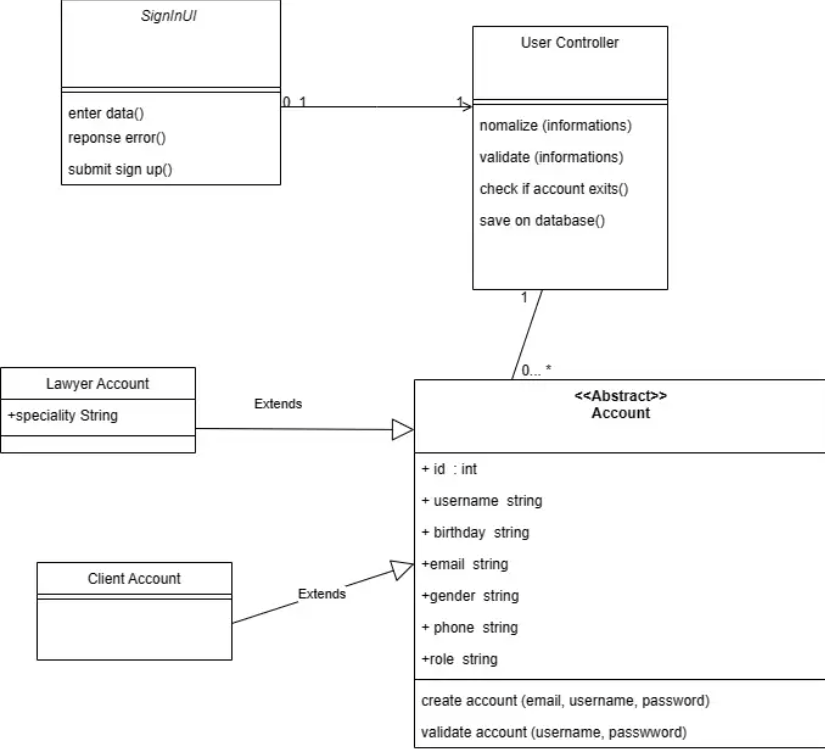 SignInUI
enter data()
reponse error()
submit sign up()
0 1
1
User Controller
nomalize (informations)
validate (informations)
check if account exits()
save on database()
1
0... *
Lawyer Account
+speciality String
Extends
<<Abstract>>
Account
+ id : int
+ username string
+ birthday string
+email string
+gender string
+ phone string
+role string
create account (email, username, password)
validate account (username, passwword)
Client Account
Extends